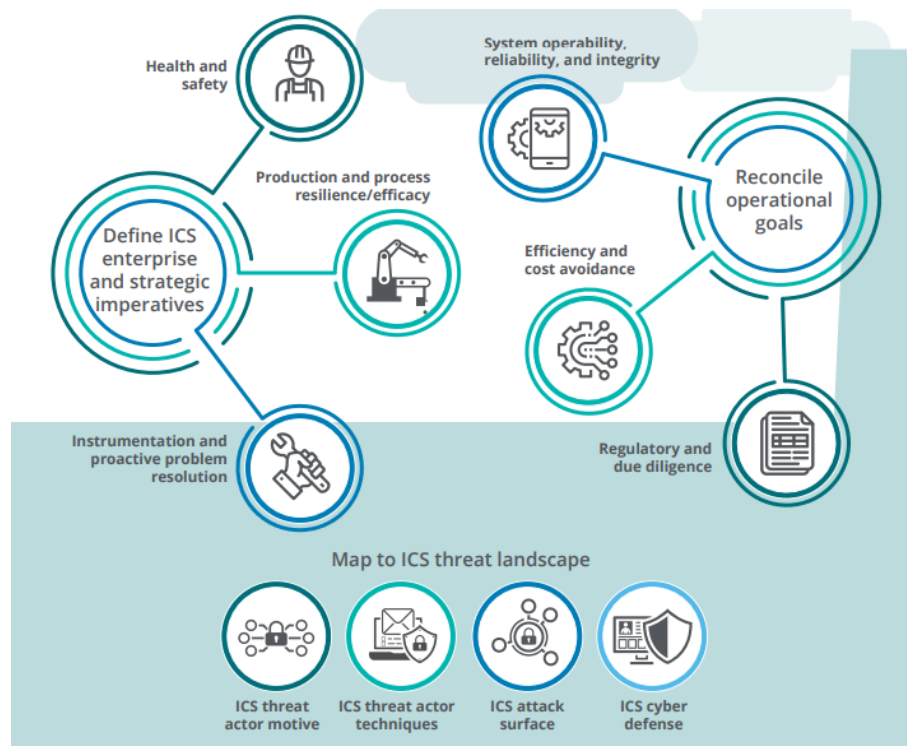 Health and
safety
Production and process
resilience/efficacy
Define ICS
enterprise
and strategic
imperatives
Instrumentation and
proactive problem
resolution
System operability,
reliability, and integrity
Reconcile
operational
goals
Efficiency and
cost avoidance
Regulatory and
due diligence
Map to ICS threat landscape
ICS threat
actor motive
ICS threat actor
techniques
ICS attack
surface
ICS cyber
defense